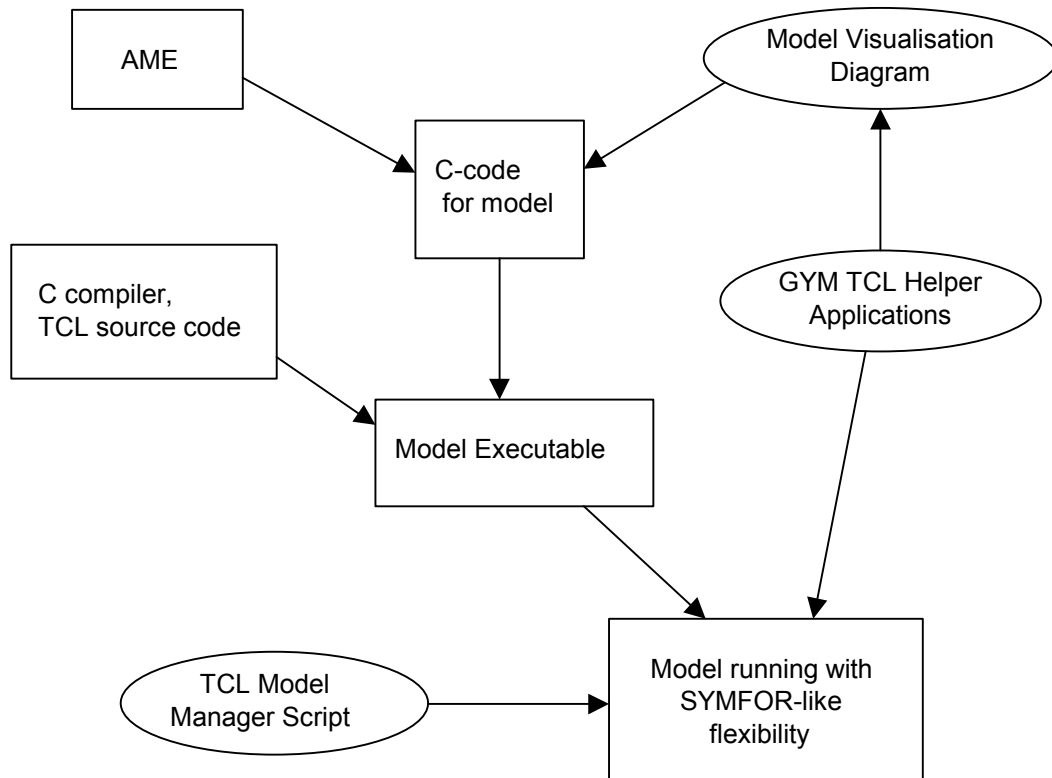 AME
Model Visualisation
Diagram
C-code
for model
C compiler,
TCL source code
GYM TCL Helper
Applications
Model Executable
TCL Model
Manager Script
Model running with
SYMFOR-like
flexibility